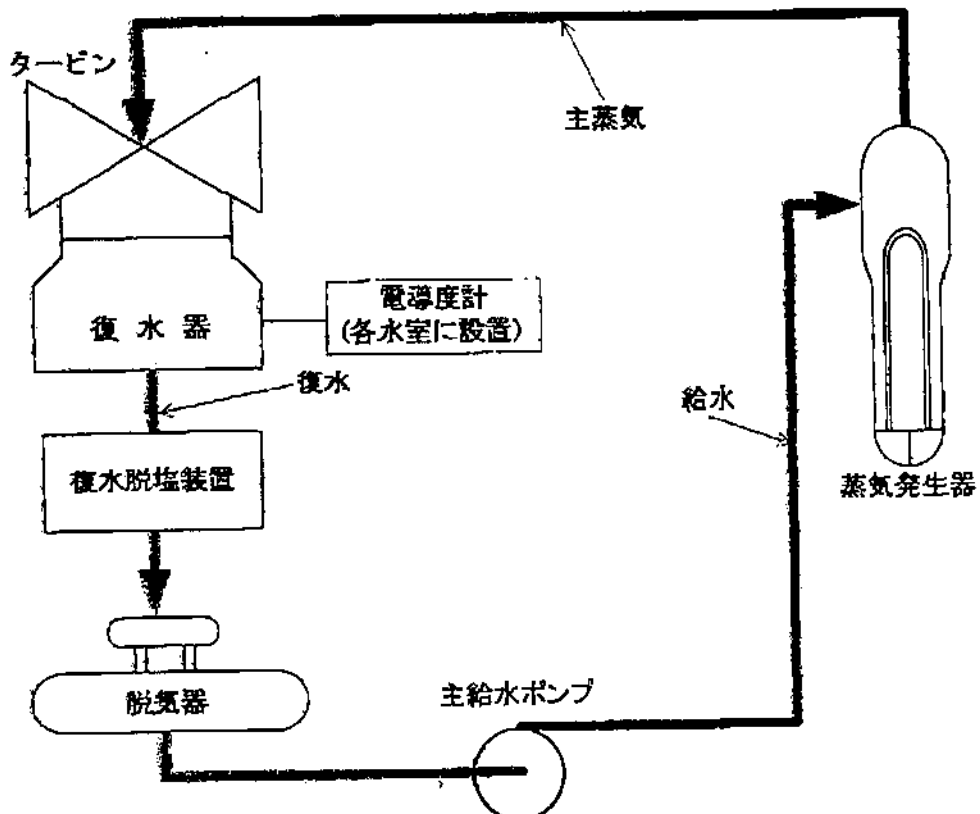 タービン
主蒸気
復水器
電導度計
(各水室に設置)
復水
給水
復水脱塩装置
蒸気発生器
脱気器
主給水ポンプ